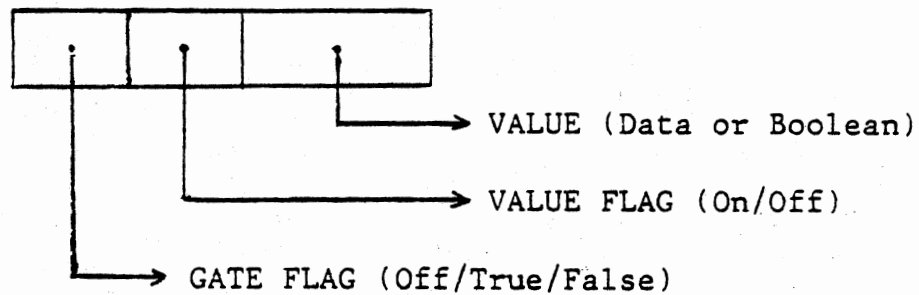 VALUE (Data or Boolean)
VALUE FLAG (On/Off)
GATE FLAG (Off/True/False)